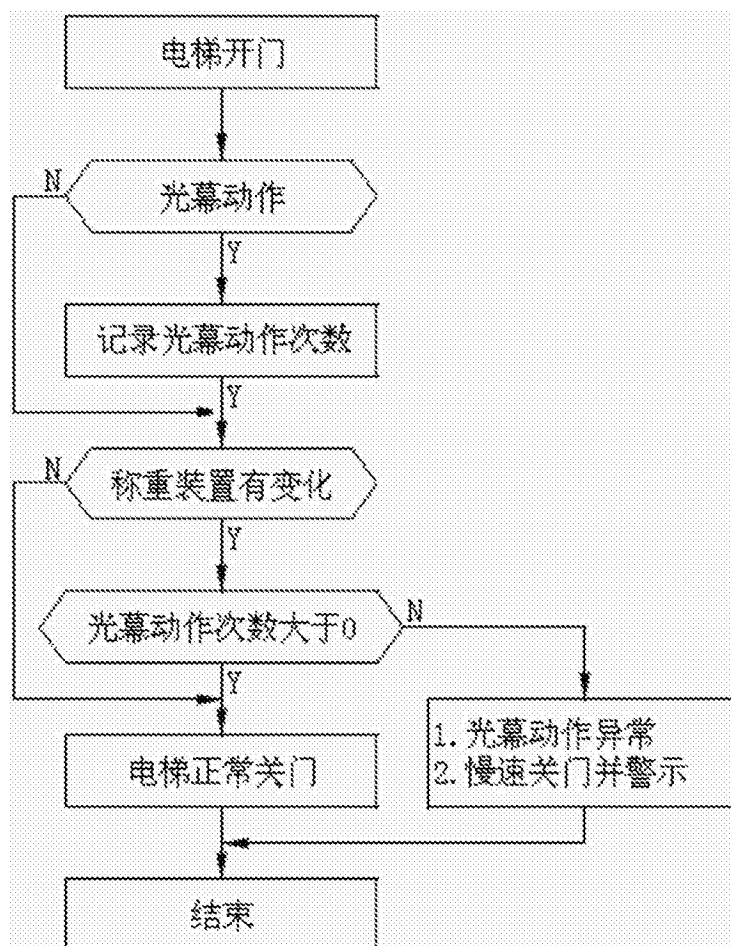 电梯开门
N
光幕动作
Y
记录光幕动作次数
Y
N
称重装置有变化
Y
光幕动作次数大于0
N
Y
1.光幕动作异常
2.慢速关门并警示
电梯正常关门
结束